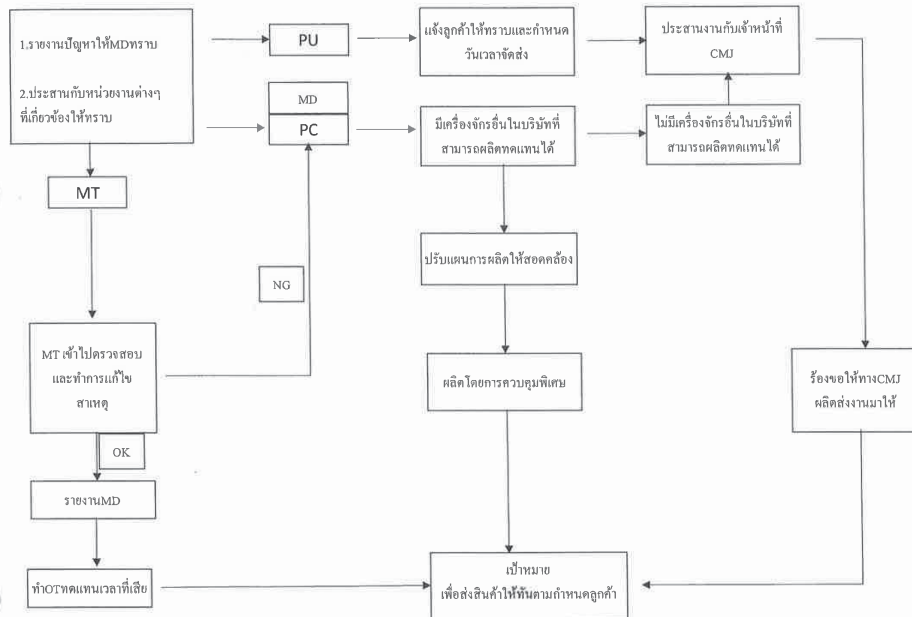 1.รายงานปัญหาให้MDทราบ
2.ประสานกับหน่วยงานต่างๆ
ที่เกี่ยวข้องให้ทราบ
PU
แจ้งลูกค้าให้ทราบและกำหนด
วันเวลาจัดส่ง
ประสานงานกับเจ้าหน้าที่
CMJ
MD
PC
มีเครื่องจักรอื่นในบริษัทที่
สามารถผลิตทดแทนได้
ไม่มีเครื่องจักรอื่นในบริษัทที่
สามารถผลิตทดแทนได้
MT
ปรับแผนการผลิตให้สอดคล้อง
NG
MT เข้าไปตรวจสอบ
และทำการแก้ไข
สาเหตุ
ผลิตโดยการควบคุมพิเศษ
ร้องขอให้ทางCMJ
ผลิตส่งงานมาให้
OK
รายงานMD
ทำOTทดแทนเวลาที่เสีย
เป้าหมาย
เพื่อส่งสินค้าให้ทันตามกำหนดลูกค้า